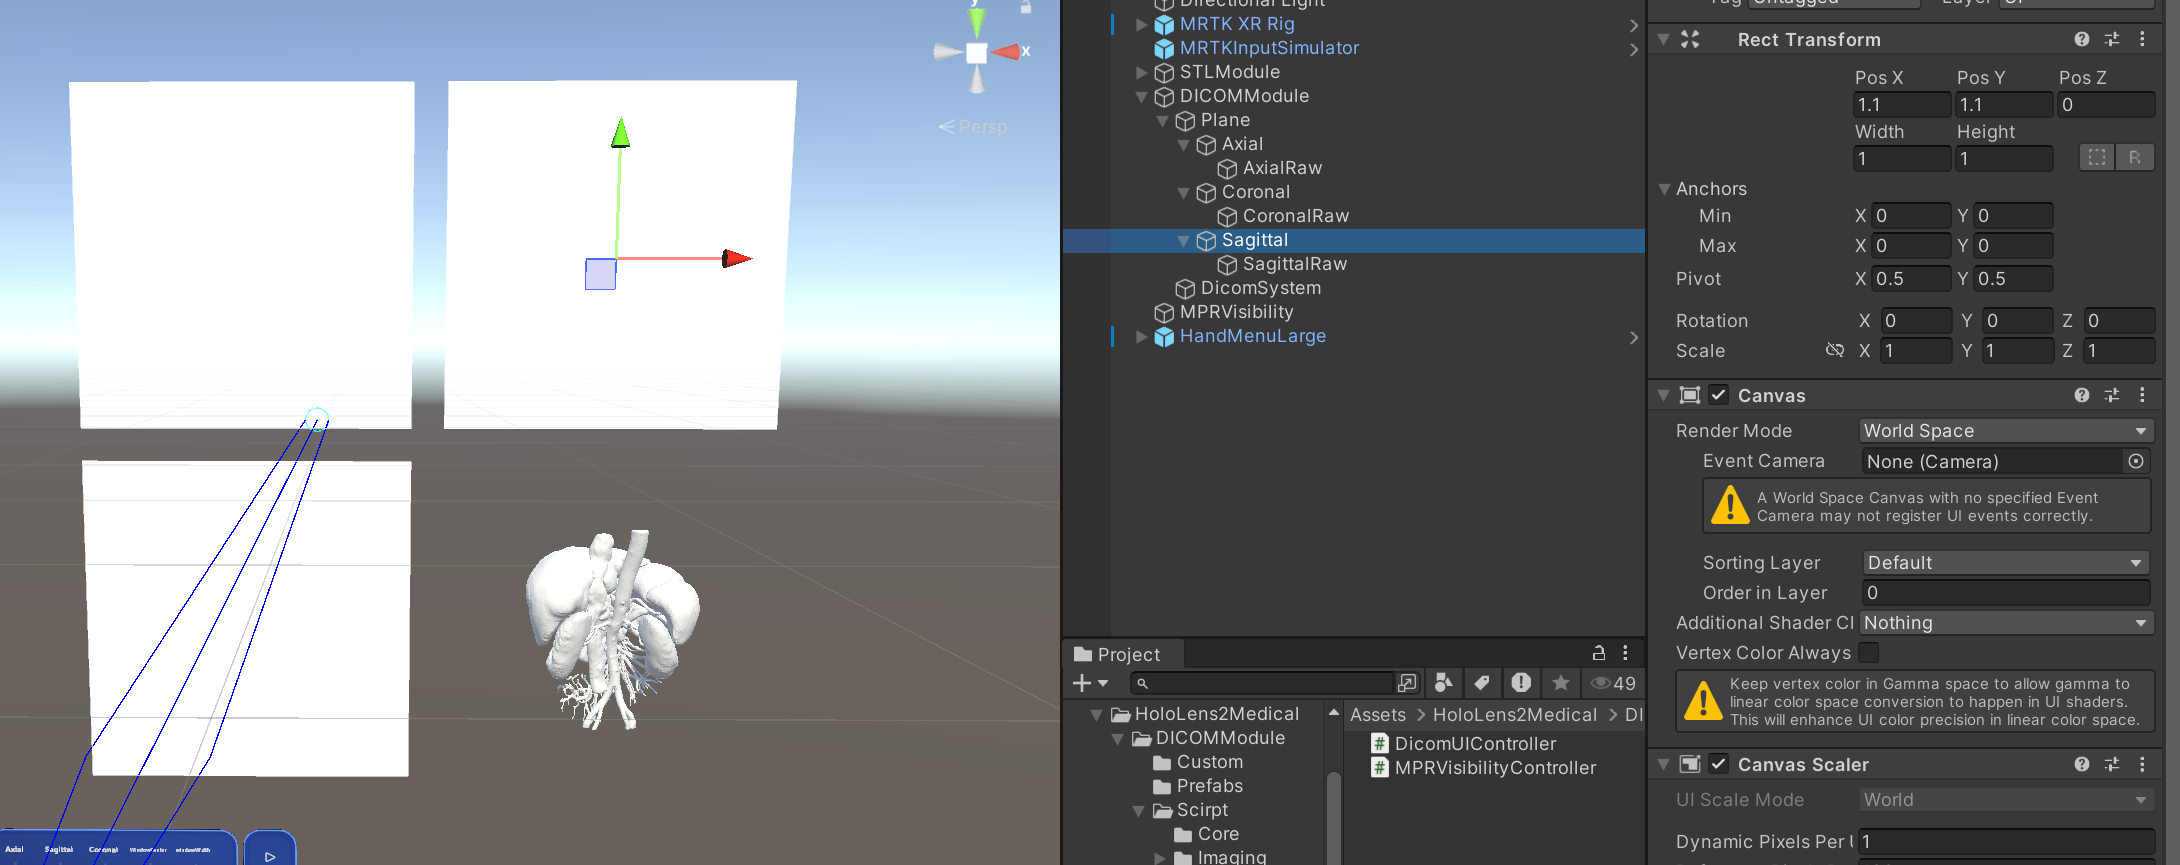 y
x
Persp
Axial
Sagittal
Coronal
WindowCenter
windowWidth
Directional Light
MRTK XR Rig
MRTKInputSimulator
STLModule
DICOMModule
Plane
Axial
AxialRaw
Coronal
CoronalRaw
Sagittal
SagittalRaw
DicomSystem
MPRVisibility
HandMenuLarge
Project
49
HoloLens2Medical
DICOMModule
Custom
Prefabs
Scirpt
Core
Imaging
Assets > HoloLens2Medical > DI
DicomUIController
MPRVisibilityController
Tag Untagged Layer UI
Rect Transform
Pos X Pos Y Pos Z
1.1 1.1 0
Width Height
1 1 R
Anchors
Min X 0 Y 0
Max X 0 Y 0
Pivot X 0.5 Y 0.5
Rotation X 0 Y 0 Z 0
Scale X 1 Y 1 Z 1
Canvas
Render Mode World Space
Event Camera None (Camera)
A World Space Canvas with no specified Event
Camera may not register UI events correctly.
Sorting Layer Default
Order in Layer 0
Additional Shader Cl Nothing
Vertex Color Always
Keep vertex color in Gamma space to allow gamma to
linear color space conversion to happen in UI shaders.
This will enhance UI color precision in linear color space.
Canvas Scaler
UI Scale Mode World
Dynamic Pixels Per U 1